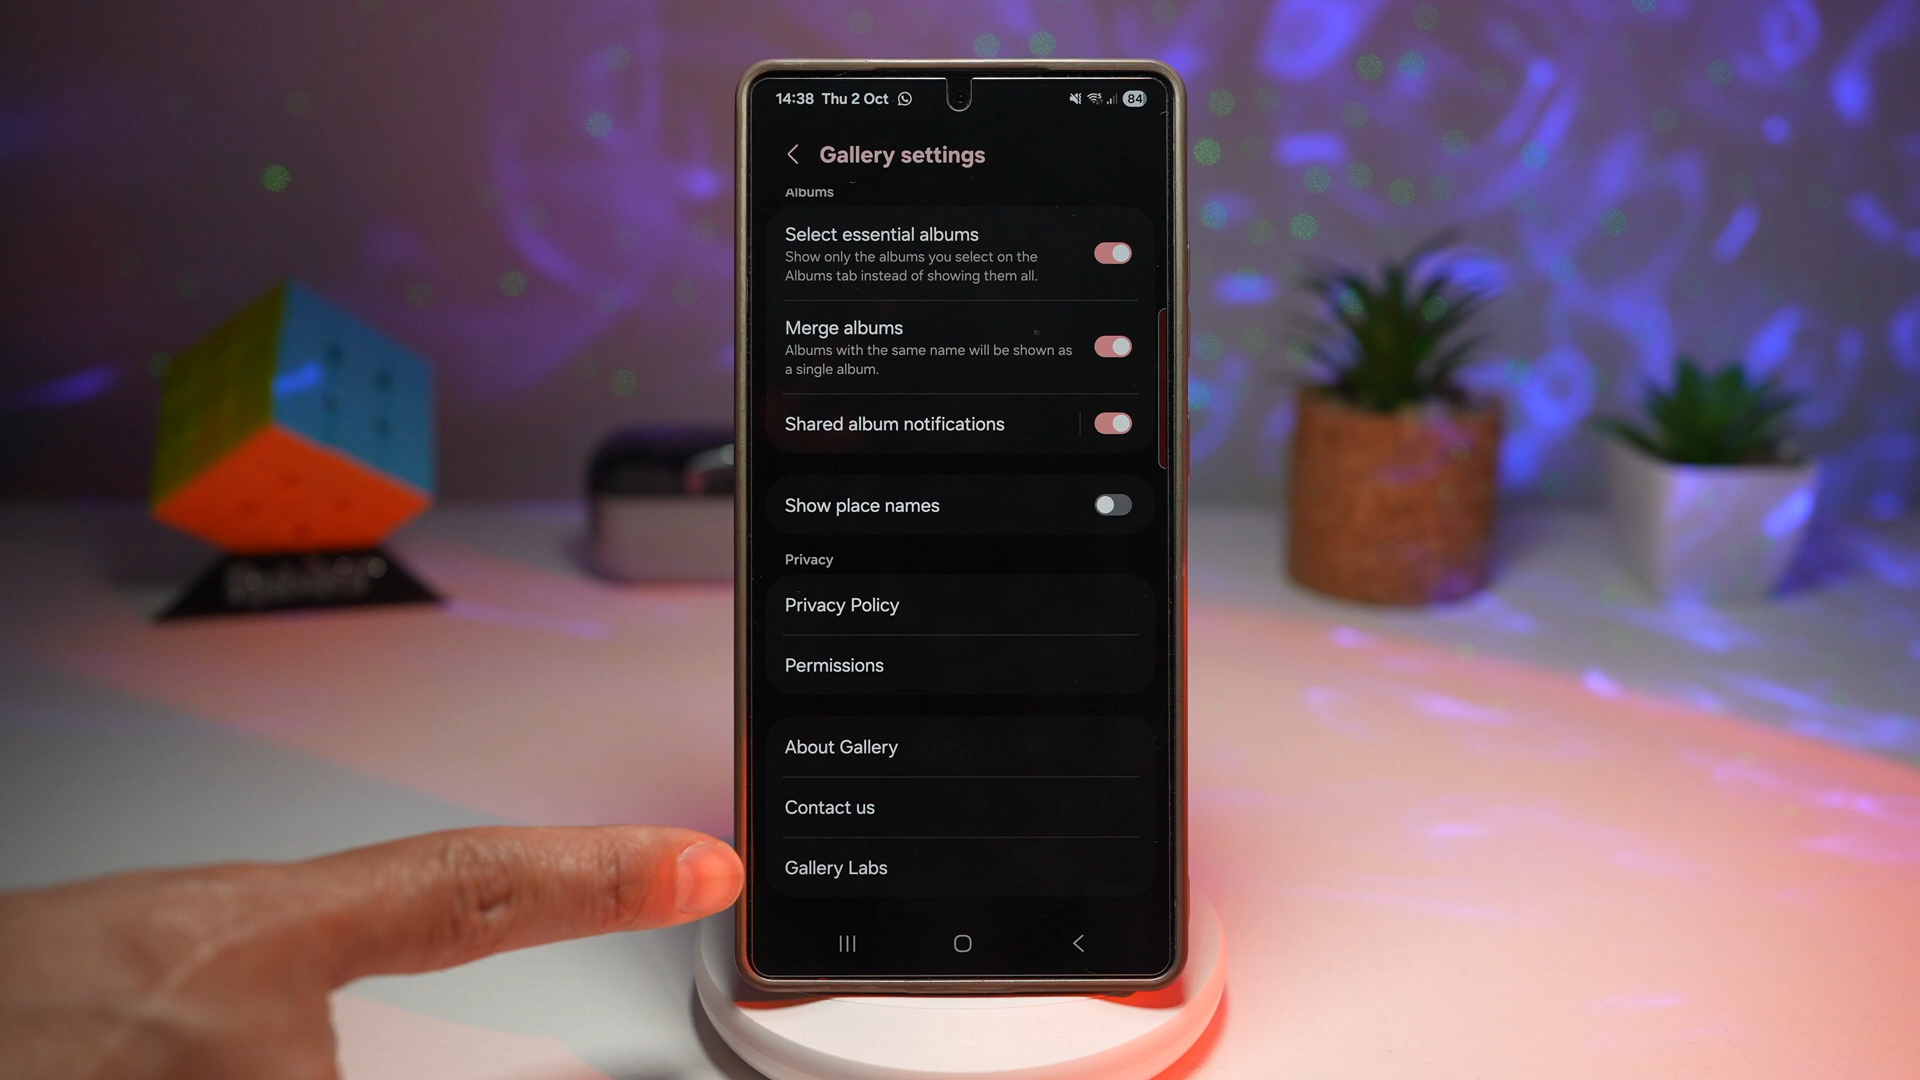 14:38 Thu 2 Oct 84
Gallery settings
Albums
Select essential albums
Show only the albums you select on the
Albums tab instead of showing them all.
Merge albums
Albums with the same name will be shown as
a single album.
Shared album notifications
Show place names
Privacy
Privacy Policy
Permissions
About Gallery
Contact us
Gallery Labs